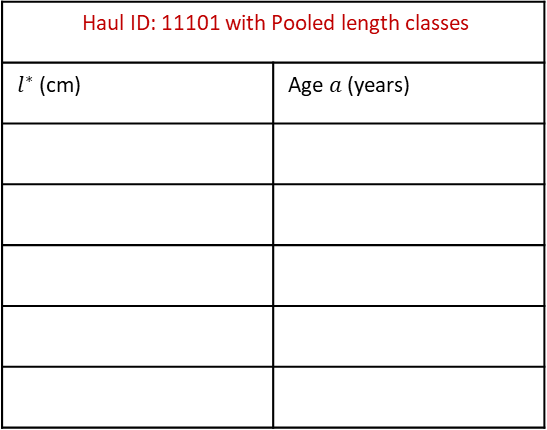 Haul ID: 11101 with Pooled length classes
l* (cm)
Age a (years)